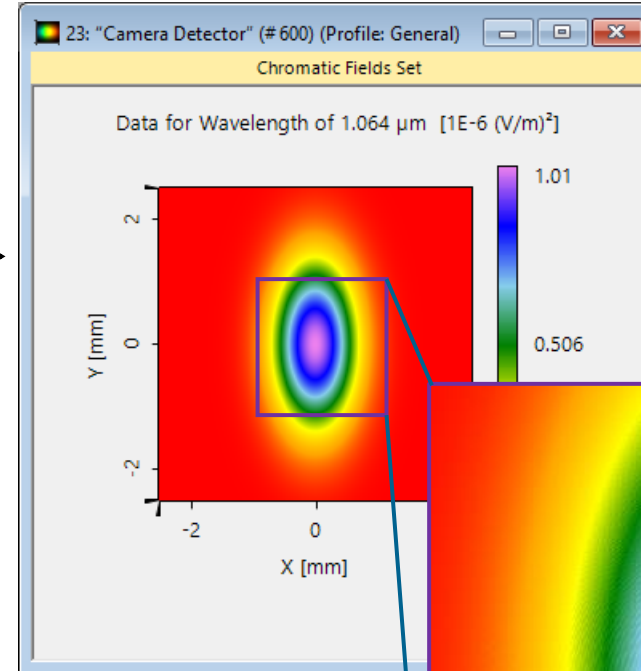 23: "Camera Detector" (#600) (Profile: General)
Chromatic Fields Set
Data for Wavelength of 1.064 µm [1E-6 (V/m)²]
1.01
2
0
-2
Y [mm]
0.506
-2
0
X [mm]